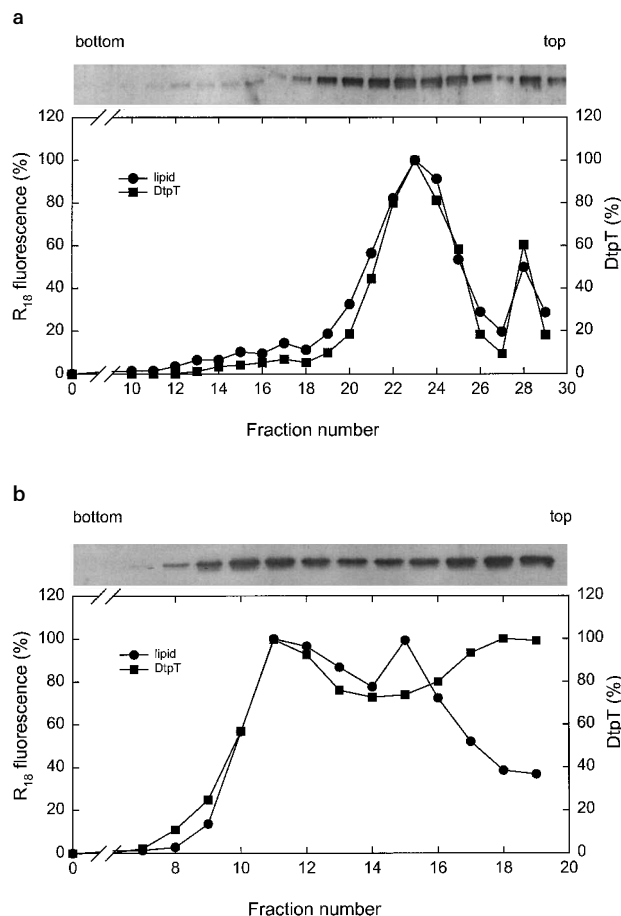 a
bottom top
120 120
100 100
80 80
60 60
40 40
20 20
0 0
lipid
DtpT
R18 fluorescence (%)
DtpT (%)
0 10 12 14 16 18 20 22 24 26 28 30
Fraction number
b
bottom top
120 120
100 100
80 80
60 60
40 40
20 20
0 0
lipid
DtpT
R18 fluorescence (%)
DtpT (%)
0 8 10 12 14 16 18 20
Fraction number